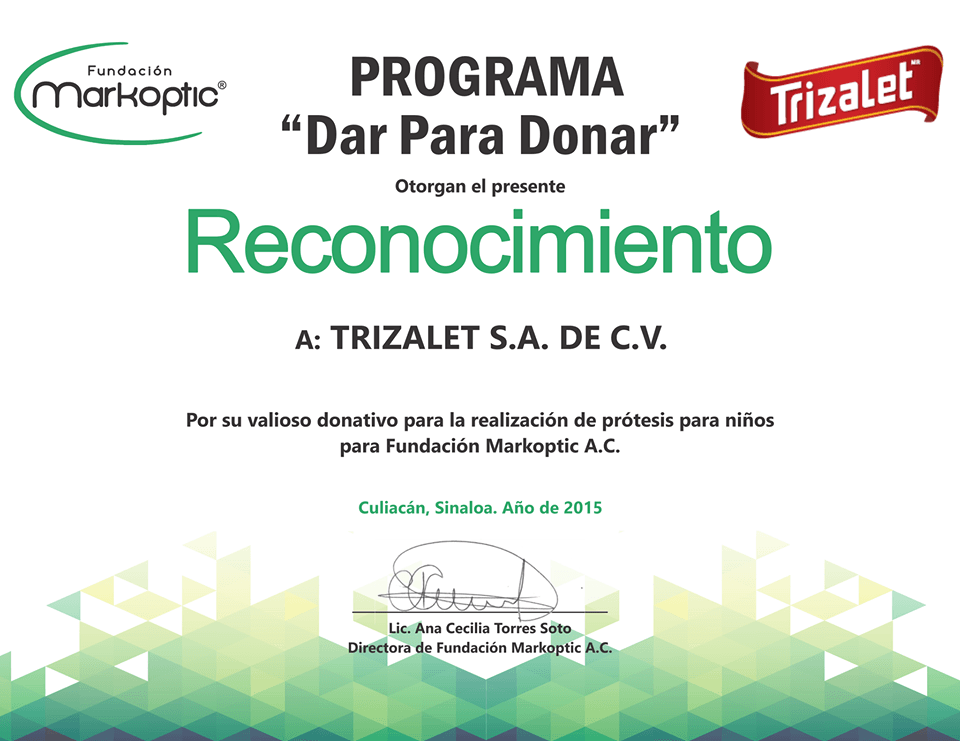 Fundación
Markoptic®
PROGRAMA
“Dar Para Donar”
Trizalet MR
Otorgan el presente
Reconocimiento
A: TRIZALET S.A. DE C.V.
Por su valioso donativo para la realización de prótesis para niños
para Fundación Markoptic A.C.
Culiacán, Sinaloa. Año de 2015
Lic. Ana Cecilia Torres Soto
Directora de Fundación Markoptic A.C.